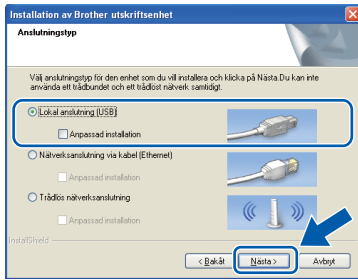 Installation av Brother utskriftsenhet
Anslutningstyp
Välj anslutningstyp för den enhet som du vill installera och klicka på Nästa.Du kan inte
använda ett trådbundet och ett trådlöst nätverk samtidigt.
Lokal anslutning (USB)
Anpassad installation
Nätverksanslutning via kabel (Ethernet)
Anpassad installation
Trådlös nätverksanslutning
Anpassad installation
InstallShield
< Bakåt Nästa > Avbryt